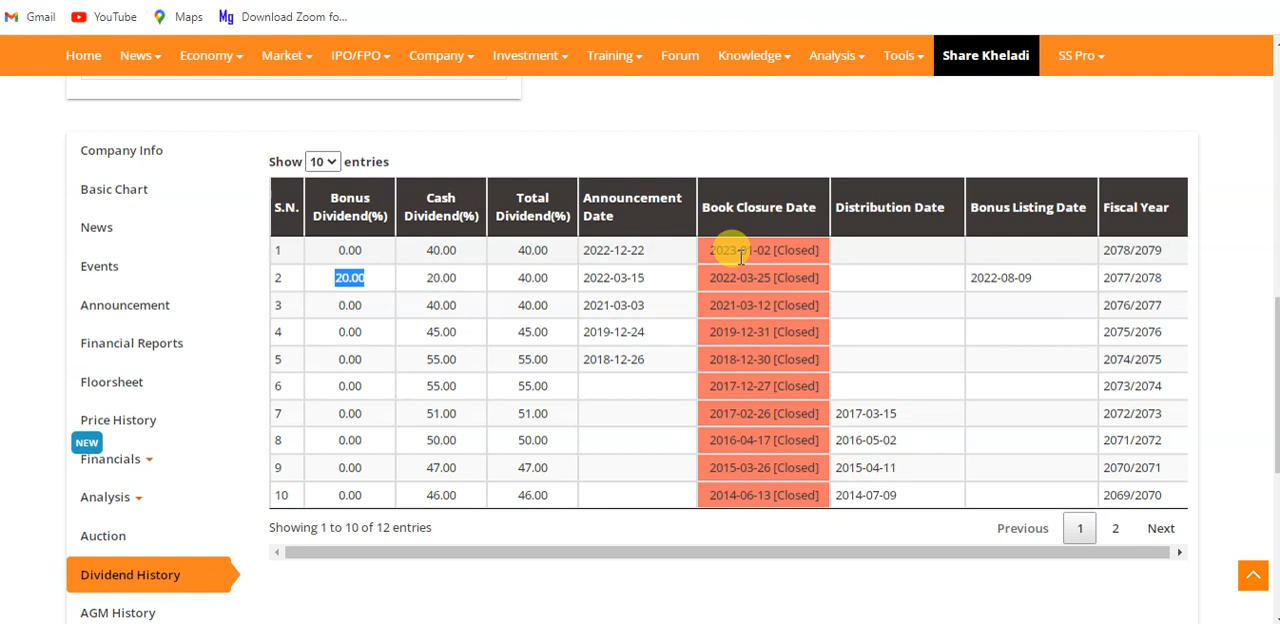 Gmail YouTube Maps Mg Download Zoom fo...
Home News Economy Market IPO/FPO Company Investment Training Forum Knowledge Analysis Tools Share Kheladi SS Pro
Company Info
Basic Chart
News
Events
Announcement
Financial Reports
Floorsheet
Price History
NEW
Financials
Analysis
Auction
Dividend History
AGM History
Show 10 entries
S.N. Bonus Dividend(%) Cash Dividend(%) Total Dividend(%) Announcement Date Book Closure Date Distribution Date Bonus Listing Date Fiscal Year
1 0.00 40.00 40.00 2022-12-22 2023-01-02 [Closed] 2078/2079
2 20.00 20.00 40.00 2022-03-15 2022-03-25 [Closed] 2022-08-09 2077/2078
3 0.00 40.00 40.00 2021-03-03 2021-03-12 [Closed] 2076/2077
4 0.00 45.00 45.00 2019-12-24 2019-12-31 [Closed] 2075/2076
5 0.00 55.00 55.00 2018-12-26 2018-12-30 [Closed] 2074/2075
6 0.00 55.00 55.00 2017-12-27 [Closed] 2073/2074
7 0.00 51.00 51.00 2017-02-26 [Closed] 2017-03-15 2072/2073
8 0.00 50.00 50.00 2016-04-17 [Closed] 2016-05-02 2071/2072
9 0.00 47.00 47.00 2015-03-26 [Closed] 2015-04-11 2070/2071
10 0.00 46.00 46.00 2014-06-13 [Closed] 2014-07-09 2069/2070
Showing 1 to 10 of 12 entries
Previous 1 2 Next